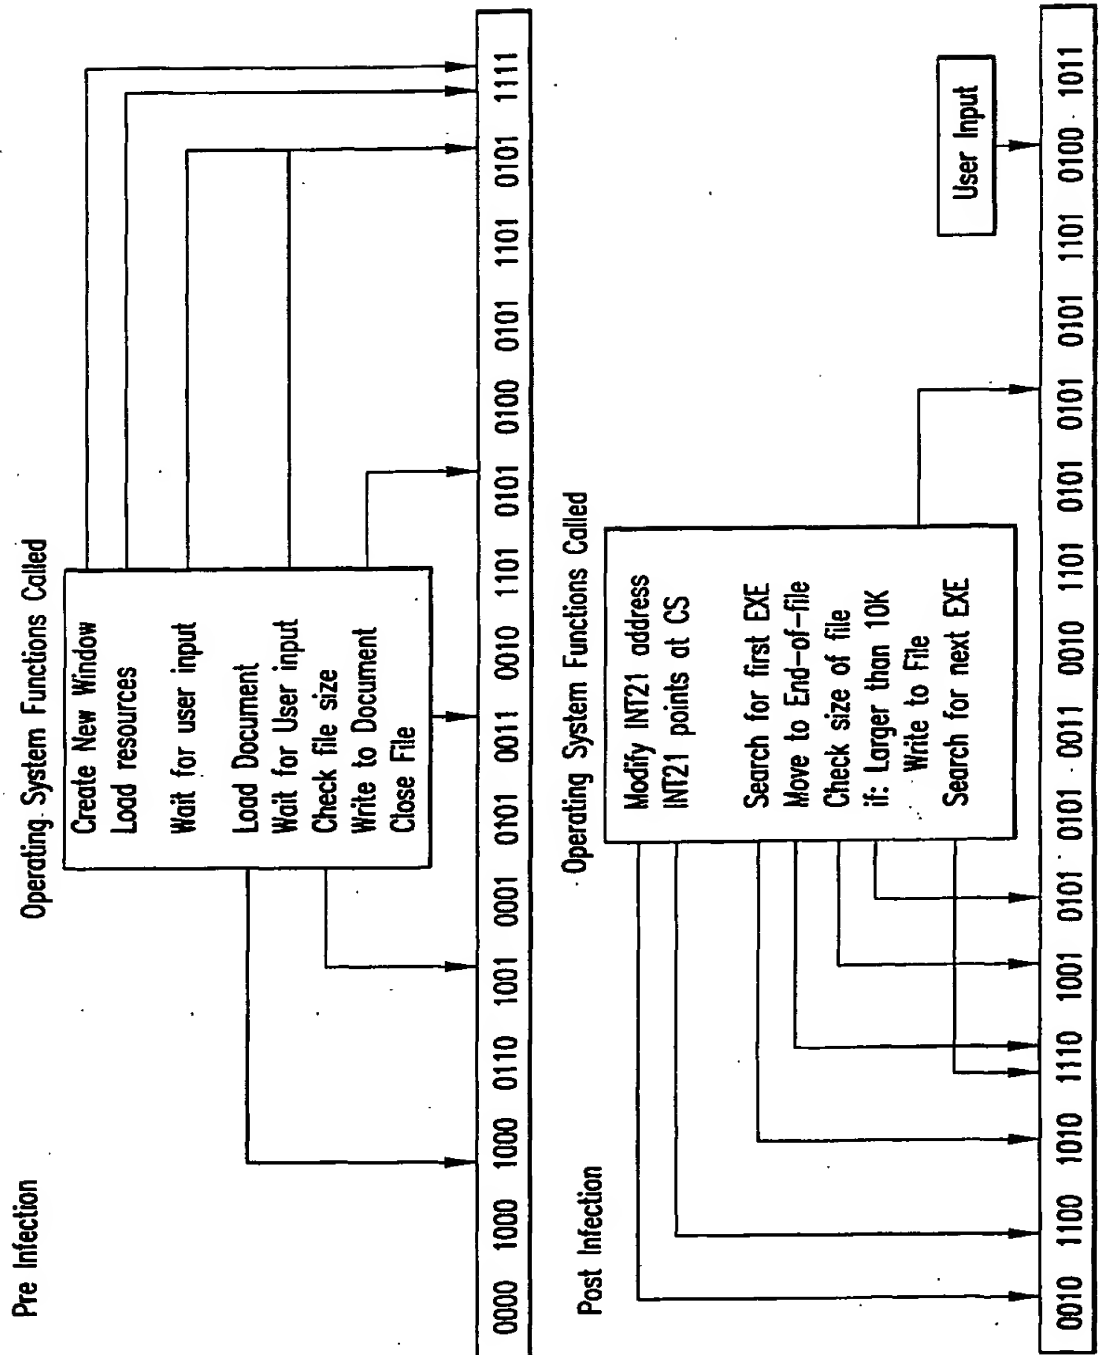 Pre Infection
Operating System Functions Called
Create New Window
Load resources
Wait for user input
Load Document
Wait for User input
Check file size
Write to Document
Close File
0000 1000 1000 0110 1001 0001 0101 0011 0010 1101 0101 0100 0101 1101 0101 1111
Post Infection
Operating System Functions Called
Modify INT21 address
INT21 points at CS
Search for first EXE
Move to End-of-file
Check size of file
if: Larger than 10K
Write to File
Search for next EXE
User Input
0010 1100 1010 1110 1001 0101 0101 0011 0010 1101 0101 0101 0101 1101 0100 1011